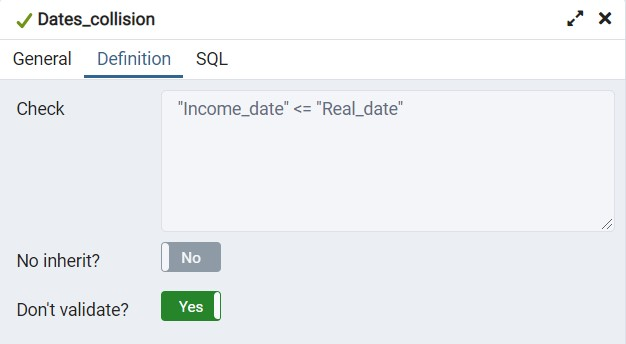 Dates_collision
General Definition SQL
Check "Income_date" <= "Real_date"
No inherit? No
Don't validate? Yes